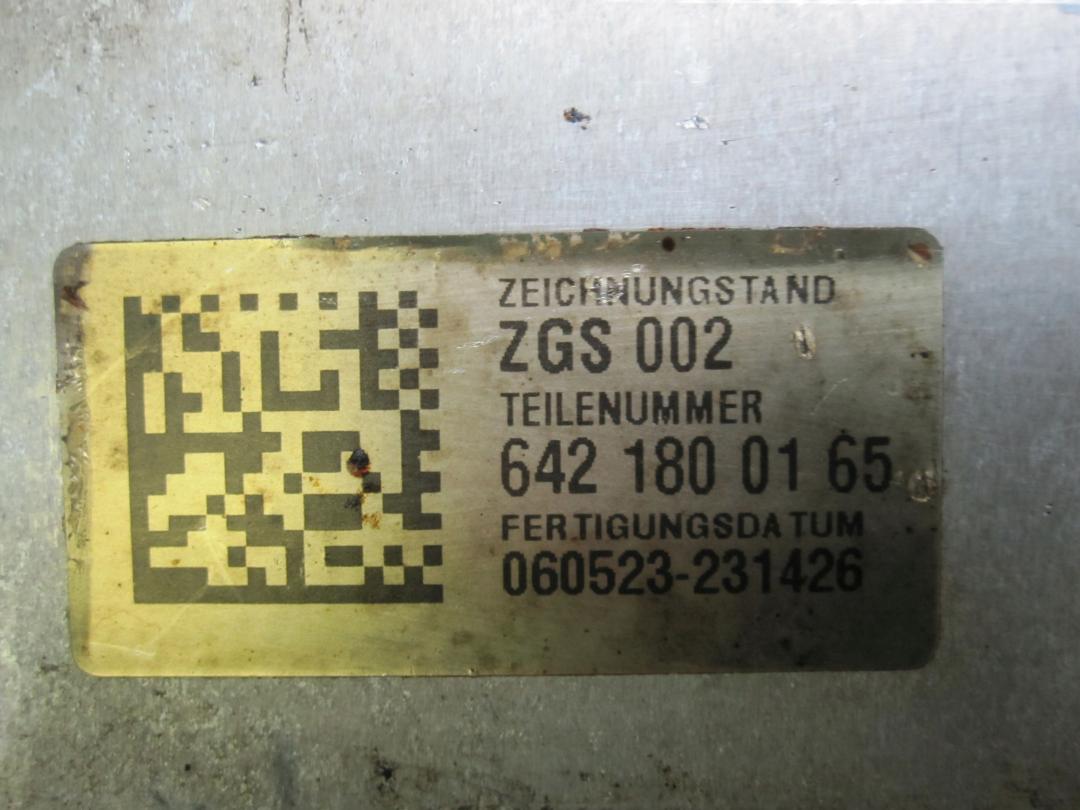 ZEICHNUNGSTAND
ZGS 002
TEILENUMMER
642 180 01 65
FERTIGUNGSDATUM
060523-231426